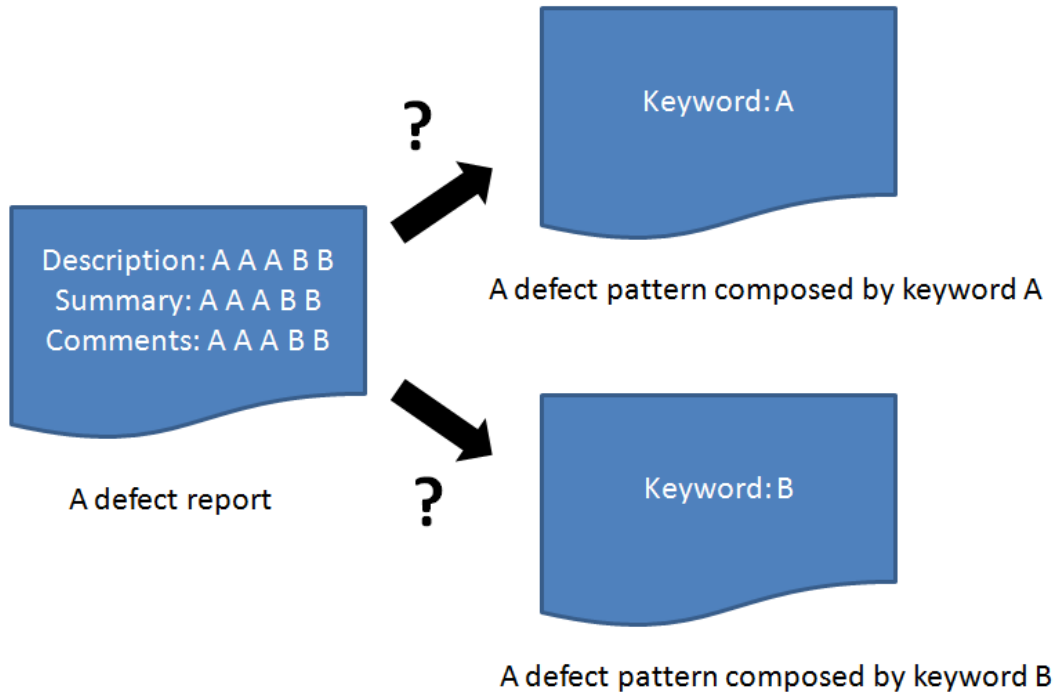 Description: A A A B B
Summary: A A A B B
Comments: A A A B B
A defect report
?
Keyword: A
A defect pattern composed by keyword A
?
Keyword: B
A defect pattern composed by keyword B